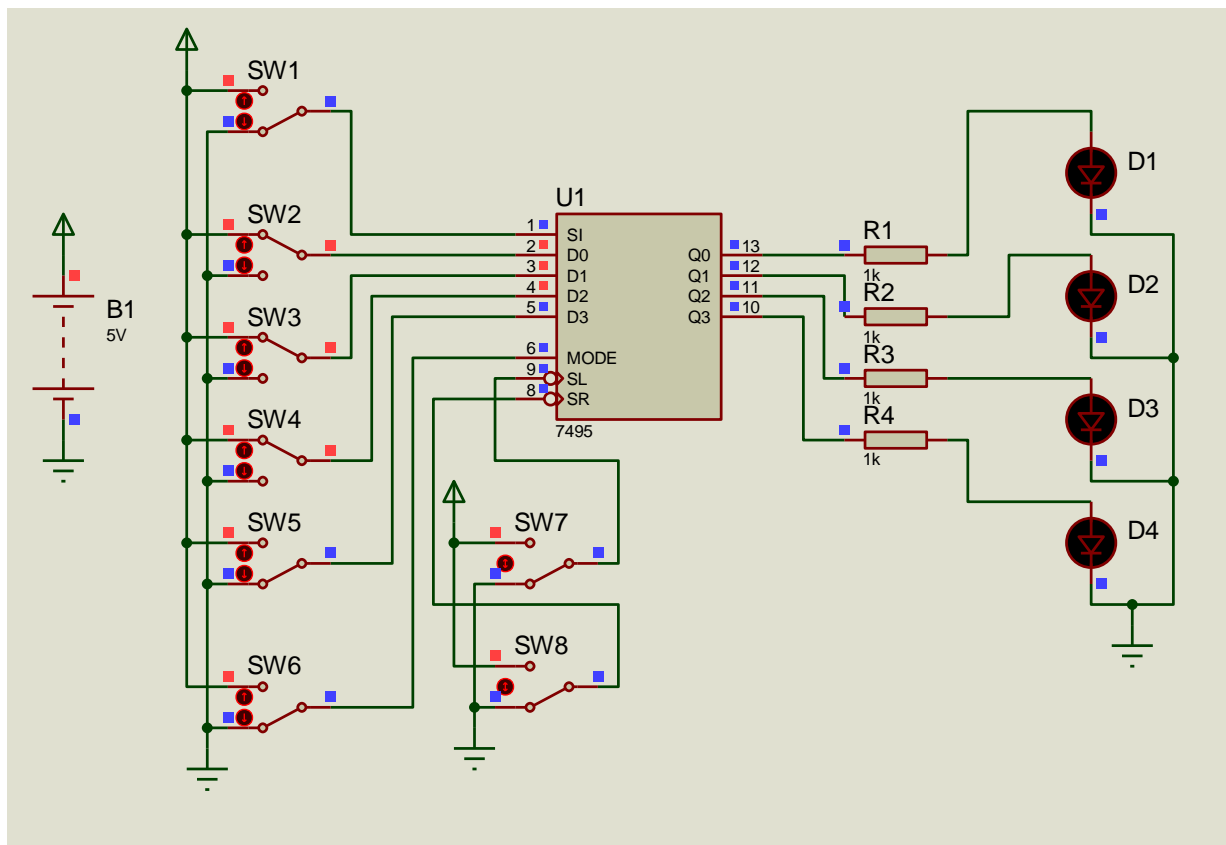 SW1
SW2
SW3
SW4
SW5
SW6
B1
5V
U1
1 SI
2 D0
3 D1
4 D2
5 D3
6 MODE
9 SL
8 SR
Q0 13
Q1 12
Q2 11
Q3 10
7495
SW7
SW8
R1
1k
R2
1k
R3
1k
R4
1k
D1
D2
D3
D4